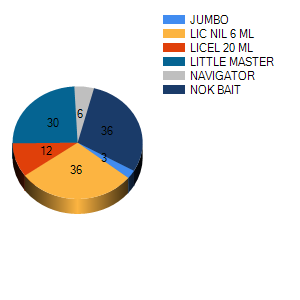 JUMBO
LIC NIL 6 ML
LICEL 20 ML
LITTLE MASTER
NAVIGATOR
NOK BAIT
6
36
30
12
3
36